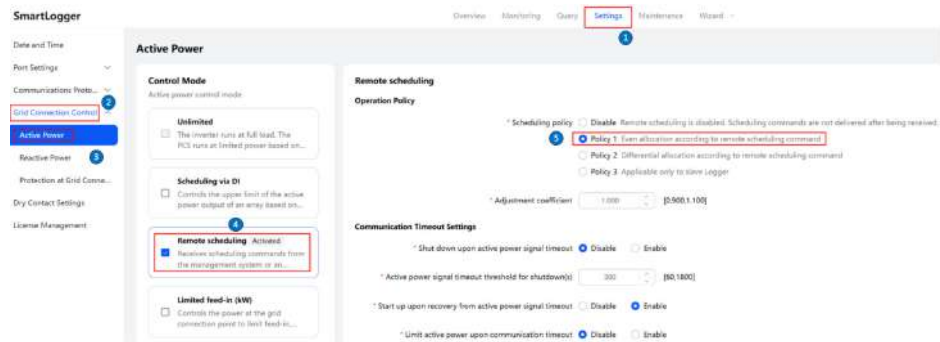 SmartLogger
Overview Monitoring Query Settings Maintenance Wizard
1
Date and Time
Port Settings
Communications Proto...
2
Grid Connection Control
Active Power
3
Reactive Power
Protection at Grid Conne...
Dry Contact Settings
License Management
Active Power
Control Mode
Active power control mode
Unlimited
The inverter runs at full load. The
PCS runs at limited power based on...
Scheduling via DI
Controls the upper limit of the active
power output of an array based on...
4
Remote scheduling Activated
Receives scheduling commands from
the management system or an...
Limited feed-in (kW)
Controls the power at the grid
connection point to limit feed-in,...
Remote scheduling
Operation Policy
* Scheduling policy Disable Remote scheduling is disabled. Scheduling commands are not delivered after being received.
5 Policy 1 Even allocation according to remote scheduling command
Policy 2 Differential allocation according to remote scheduling command
Policy 3 Applicable only to slave Logger
* Adjustment coefficient 1.000 [0.900,1.100]
Communication Timeout Settings
* Shut down upon active power signal timeout Disable Enable
* Active power signal timeout threshold for shutdown(s) 300 [60,1800]
* Start up upon recovery from active power signal timeout Disable Enable
* Limit active power upon communication timeout Disable Enable